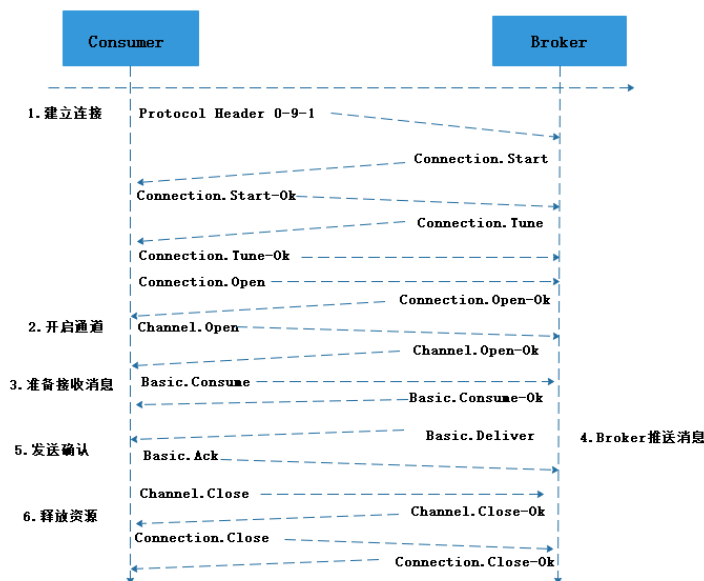 Consumer
Broker
1.建立连接
Protocol Header 0-9-1
Connection.Start
Connection.Start-Ok
Connection.Tune
Connection.Tune-Ok
Connection.Open
Connection.Open-Ok
2.开启通道
Channel.Open
Channel.Open-Ok
3.准备接收消息
Basic.Consume
Basic.Consume-Ok
Basic.Deliver
4.Broker推送消息
5.发送确认
Basic.Ack
Channel.Close
Channel.Close-Ok
6.释放资源
Connection.Close
Connection.Close-Ok